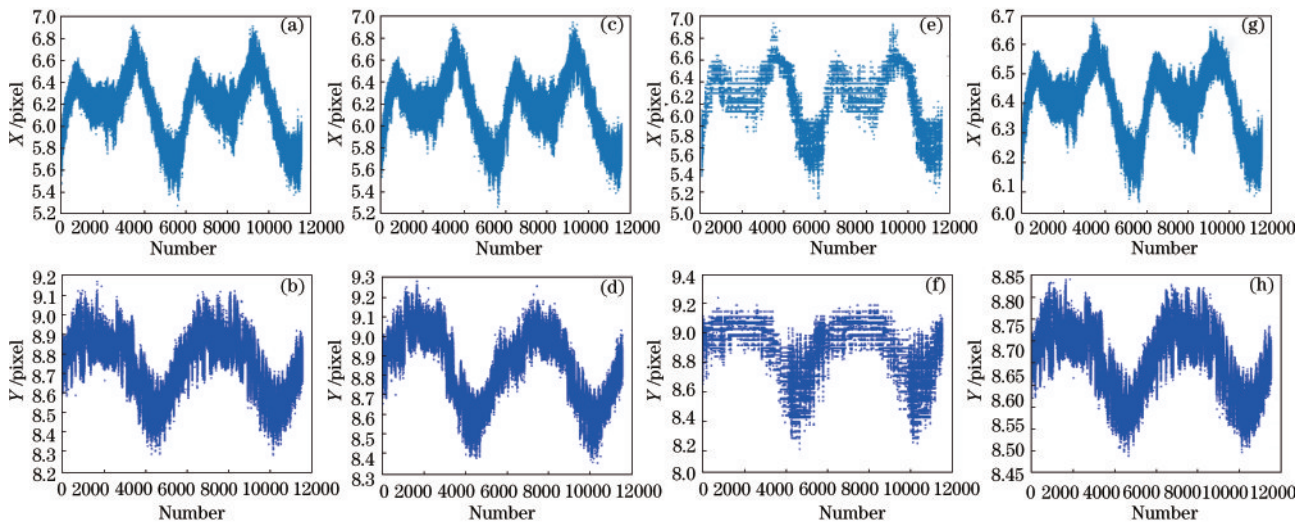 (a)
7.0
6.8
6.6
6.4
6.2
6.0
5.8
5.6
5.4
5.2
X /pixel
0 2000 4000 6000 8000 10000 12000
Number
(c)
7.0
6.8
6.6
6.4
6.2
6.0
5.8
5.6
5.4
5.2
X /pixel
0 2000 4000 6000 8000 10000 12000
Number
(e)
7.0
6.8
6.6
6.4
6.2
6.0
5.8
5.6
5.4
5.2
5.0
X /pixel
0 2000 4000 6000 8000 10000 12000
Number
(g)
6.7
6.6
6.5
6.4
6.3
6.2
6.1
6.0
X /pixel
0 2000 4000 6000 8000 10000 12000
Number
(b)
9.2
9.1
9.0
8.9
8.8
8.7
8.6
8.5
8.4
8.3
8.2
Y /pixel
0 2000 4000 6000 8000 10000 12000
Number
(d)
9.3
9.2
9.1
9.0
8.9
8.8
8.7
8.6
8.5
8.4
8.3
Y /pixel
0 2000 4000 6000 8000 10000 12000
Number
(f)
9.4
9.2
9.0
8.8
8.6
8.4
8.2
8.0
Y /pixel
0 2000 4000 6000 8000 10000 12000
Number
(h)
8.85
8.80
8.75
8.70
8.65
8.60
8.55
8.50
8.45
Y /pixel
0 2000 4000 6000 8000 10000 12000
Number